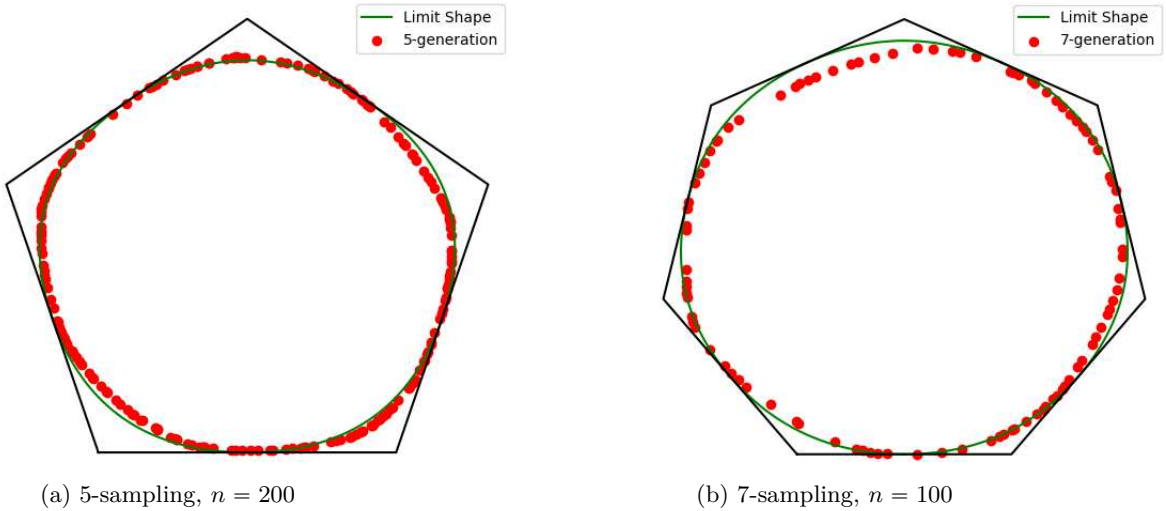 Limit Shape
5-generation
Limit Shape
7-generation
(a) 5-sampling, n = 200
(b) 7-sampling, n = 100